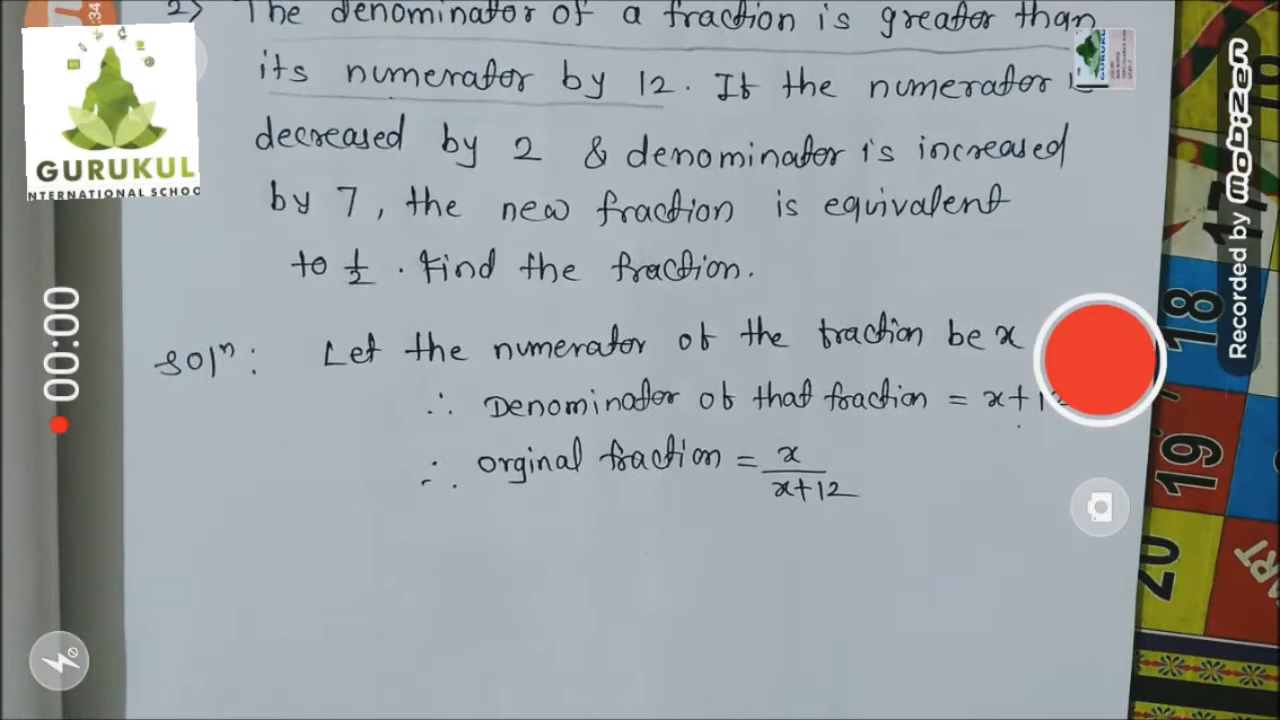 2) The denominator of a fraction is greater than
its numerator by 12. If the numerator is
decreased by 2 & denominator is increased
by 7, the new fraction is equivalent
to 1/2. Find the fraction.
Solⁿ: Let the numerator of the fraction be x
∴ Denominator of that fraction = x+12
∴ orginal fraction = x/x+12
GURUKUL
NTERNATIONAL SCHOO
00:00
:34
Recorded by mobizen
17
18
19
20